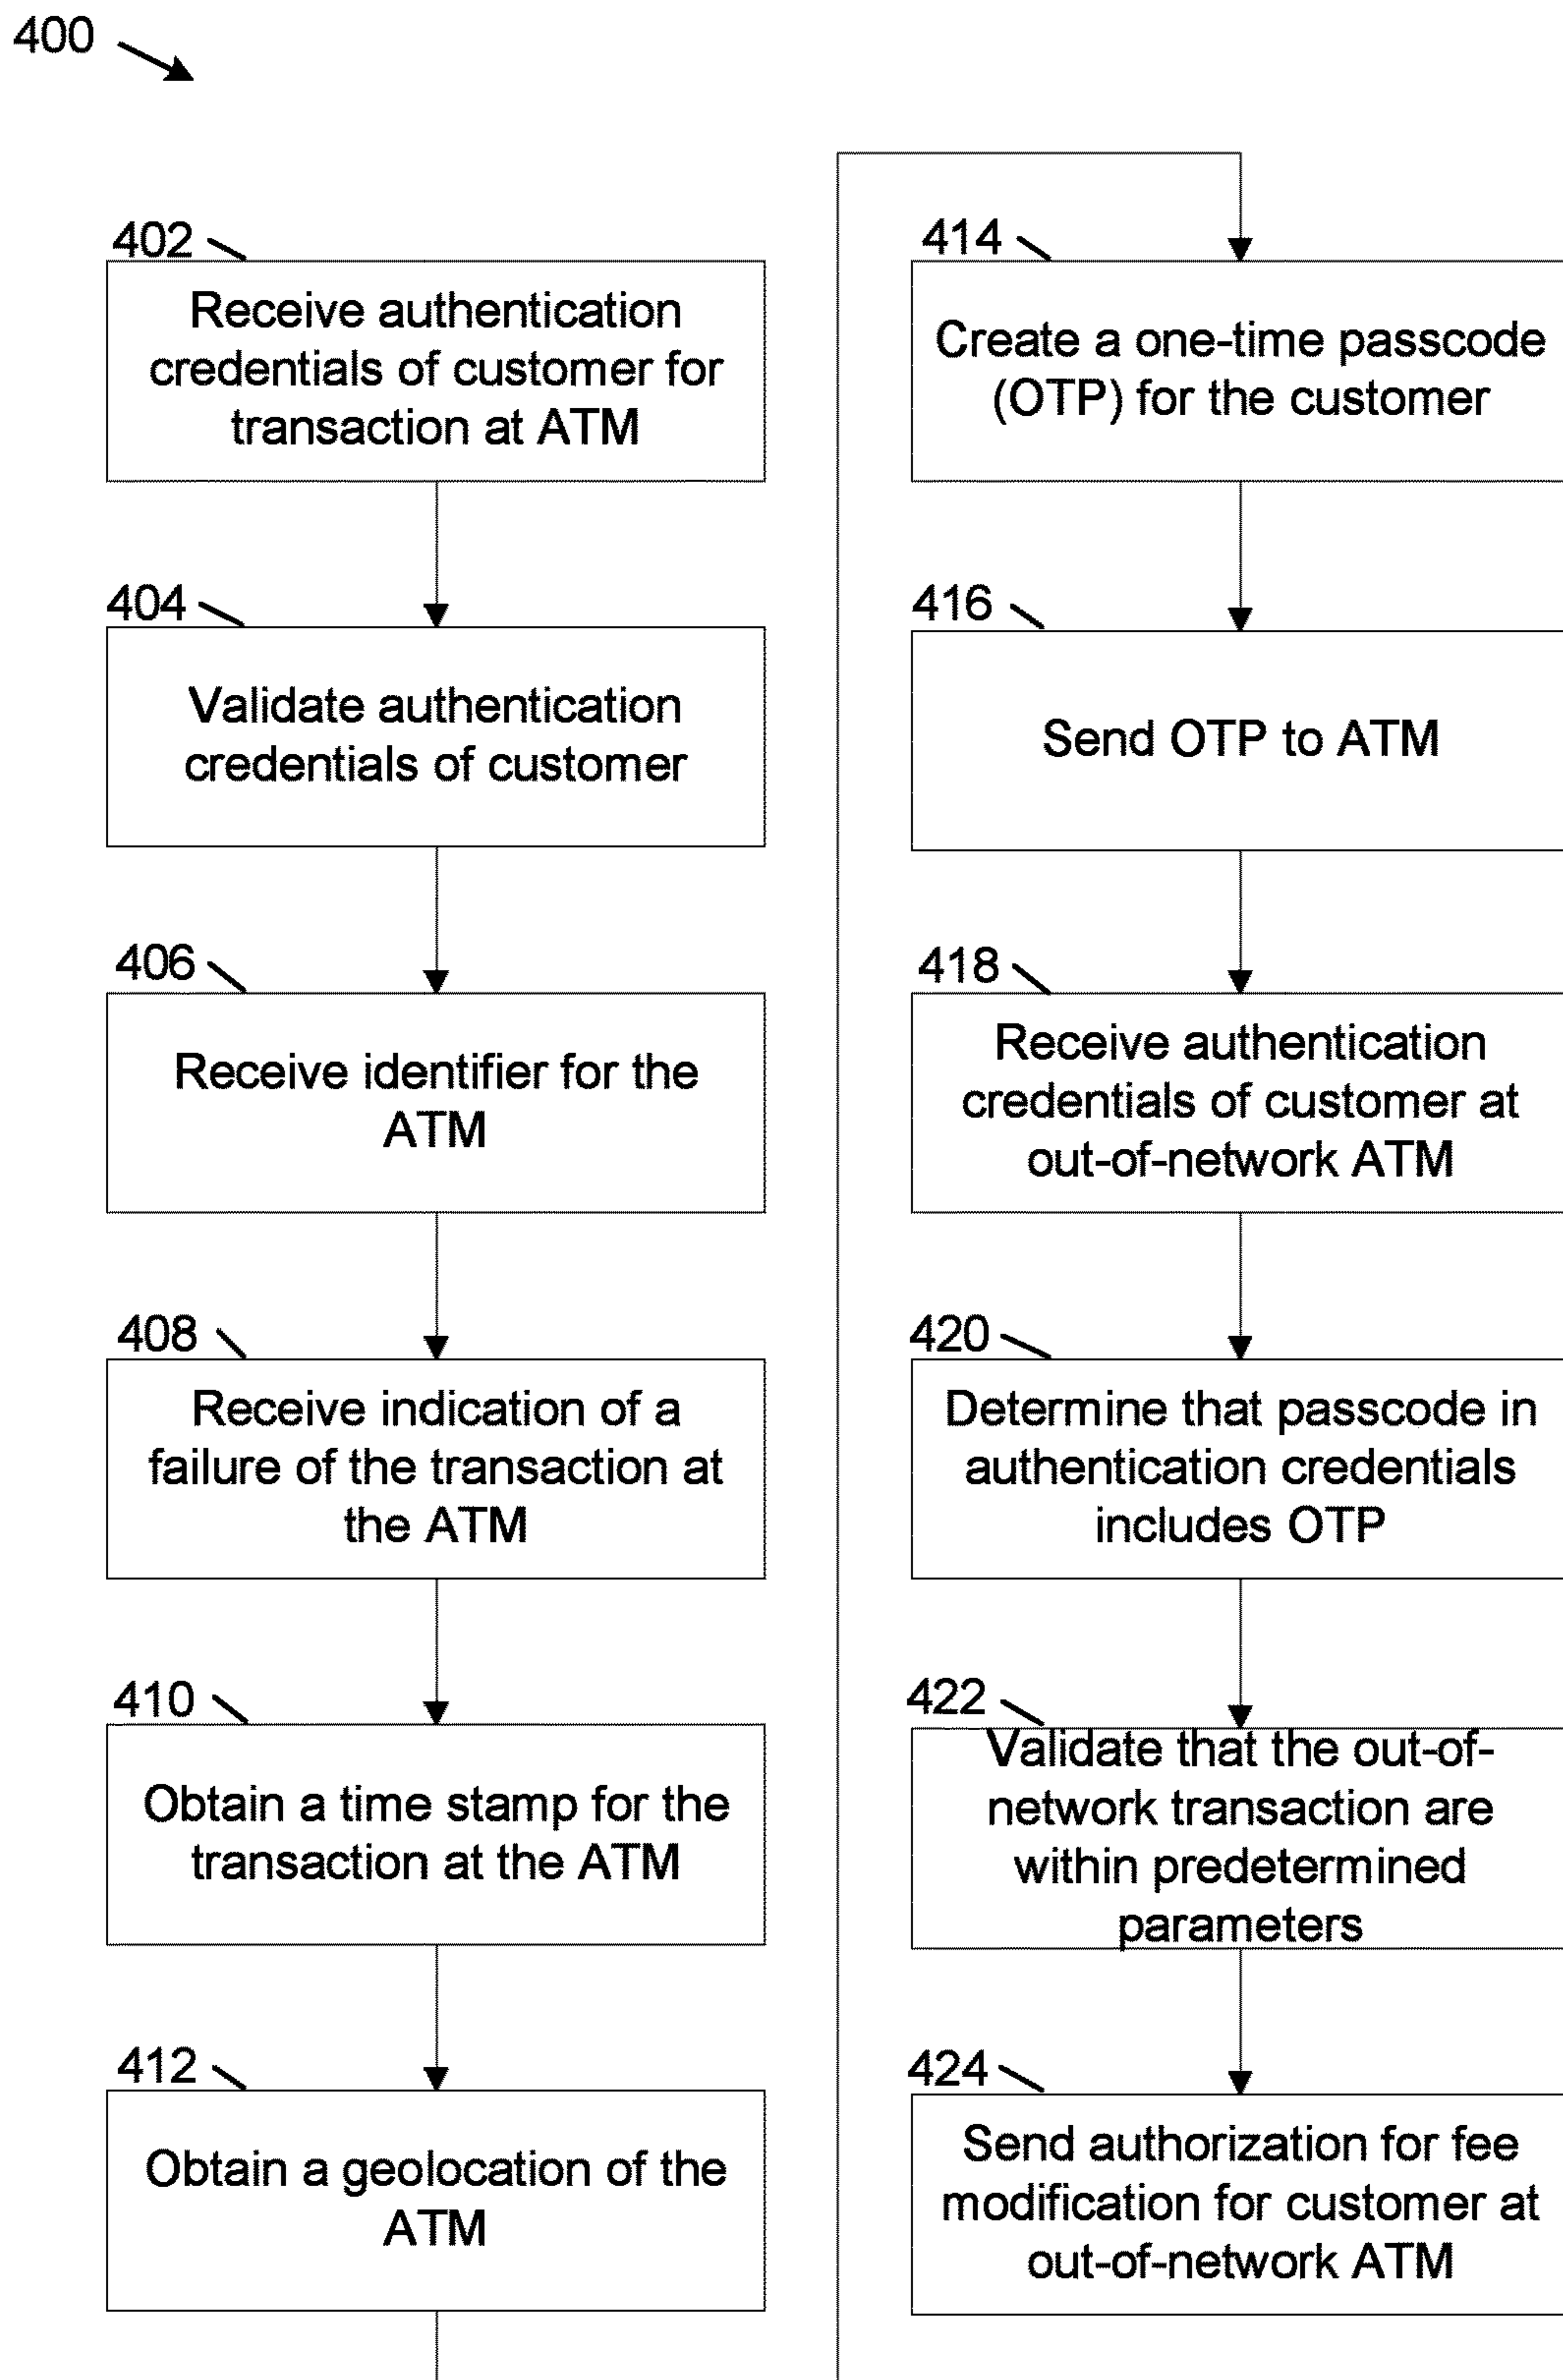 400
402
Receive authentication
credentials of customer for
transaction at ATM
404
Validate authentication
credentials of customer
406
Receive identifier for the
ATM
408
Receive indication of a
failure of the transaction at
the ATM
410
Obtain a time stamp for the
transaction at the ATM
412
Obtain a geolocation of the
ATM
414
Create a one-time passcode
(OTP) for the customer
416
Send OTP to ATM
418
Receive authentication
credentials of customer at
out-of-network ATM
420
Determine that passcode in
authentication credentials
includes OTP
422
Validate that the out-of-
network transaction are
within predetermined
parameters
424
Send authorization for fee
modification for customer at
out-of-network ATM